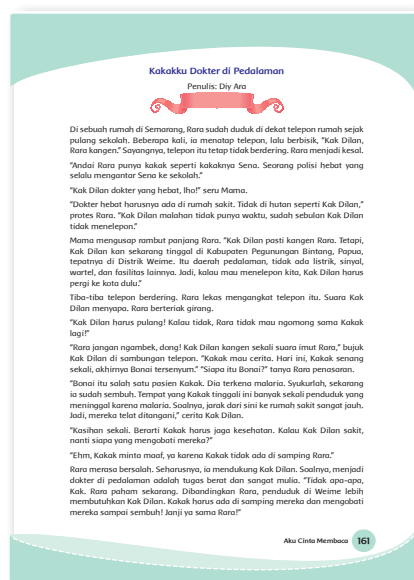 Kakakku Dokter di Pedalaman
Penulis: Diy Ara
Di sebuah rumah di Semarang, Rara sudah duduk di dekat telepon rumah sejak
pulang sekolah. Beberapa kali, ia menatap telepon, lalu berbisik, "Kak Dilan,
Rara kangen." Sayangnya, telepon itu tetap tidak berdering. Rara menjadi kesal.
"Andai Rara punya kakak seperti kakaknya Sena. Seorang polisi hebat yang
selalu mengantar Sena ke sekolah."
"Kak Dilan dokter yang hebat, lho!" seru Mama.
"Dokter hebat harusnya ada di rumah sakit. Tidak di hutan seperti Kak Dilan,"
protes Rara. "Kak Dilan malahan tidak punya waktu, sudah sebulan Kak Dilan
tidak menelepon."
Mama mengusap rambut panjang Rara. "Kak Dilan pasti kangen Rara. Tetapi,
Kak Dilan kan sekarang tinggal di Kabupaten Pegunungan Bintang, Papua,
tepatnya di Distrik Weime. Itu daerah pedalaman, tidak ada listrik, sinyal,
wartel, dan fasilitas lainnya. Jadi, kalau mau menelepon kita, Kak Dilan harus
pergi ke kota dulu."
Tiba-tiba telepon berdering. Rara lekas mengangkat telepon itu. Suara Kak
Dilan menyapa. Rara berteriak girang.
"Kak Dilan harus pulang! Kalau tidak, Rara tidak mau ngomong sama Kakak
lagi!"
"Rara jangan ngambek, dong! Kak Dilan kangen sekali suara imut Rara," bujuk
Kak Dilan di sambungan telepon. "Kakak mau cerita. Hari ini, Kakak senang
sekali, akhirnya Bonai tersenyum." "Siapa itu Bonai?" tanya Rara penasaran.
"Bonai itu salah satu pasien Kakak. Dia terkena malaria. Syukurlah, sekarang
ia sudah sembuh. Tempat yang Kakak tinggali ini banyak sekali penduduk yang
meninggal karena malaria. Soalnya, jarak dari sini ke rumah sakit sangat jauh.
Jadi, mereka telat ditangani," cerita Kak Dilan.
"Kasihan sekali. Berarti Kakak harus jaga kesehatan. Kalau Kak Dilan sakit,
nanti siapa yang mengobati mereka?"
"Ehm, Kakak minta maaf, ya karena Kakak tidak ada di samping Rara."
Rara merasa bersalah. Seharusnya, ia mendukung Kak Dilan. Soalnya, menjadi
dokter di pedalaman adalah tugas berat dan sangat mulia. "Tidak apa-apa,
Kak. Rara paham sekarang. Dibandingkan Rara, penduduk di Weime lebih
membutuhkan Kak Dilan. Kakak harus ada di samping mereka dan mengobati
mereka sampai sembuh! Janji ya sama Rara!"
Aku Cinta Membaca 161